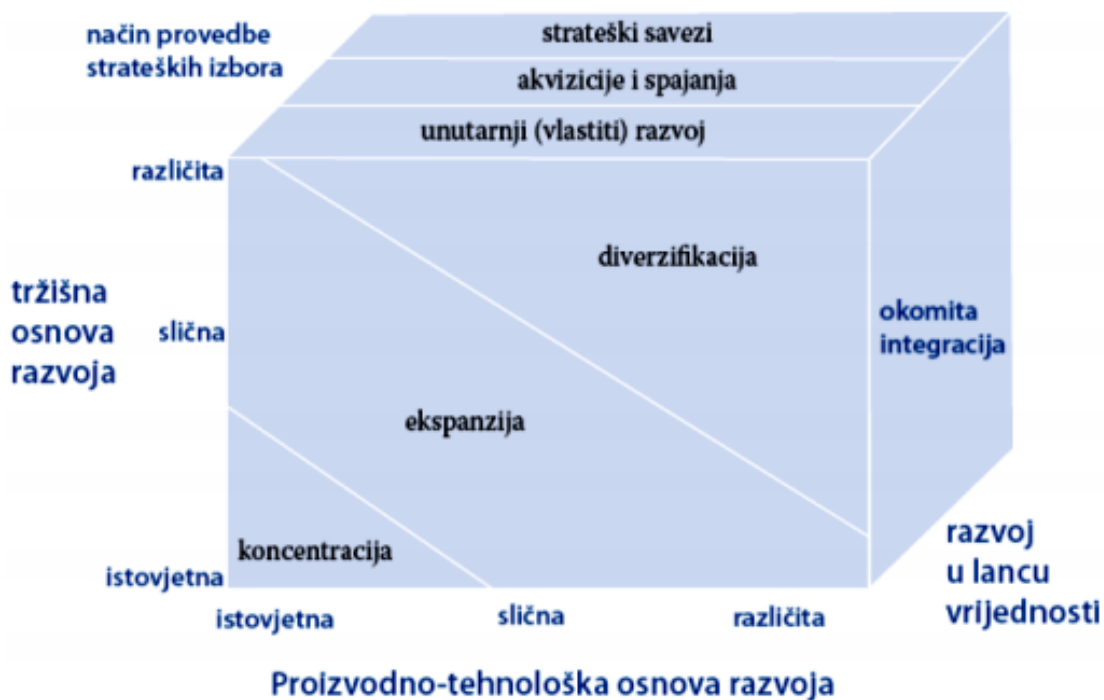 način provedbe
strateških izbora
strateški savezi
akvizicije i spajanja
unutarnji (vlastiti) razvoj
različita
diverzifikacija
tržišna
osnova
razvoja
slična
okomita
integracija
ekspanzija
koncentracija
istovjetna
razvoj
u lancu
vrijednosti
istovjetna
slična
različita
Proizvodno-tehnološka osnova razvoja